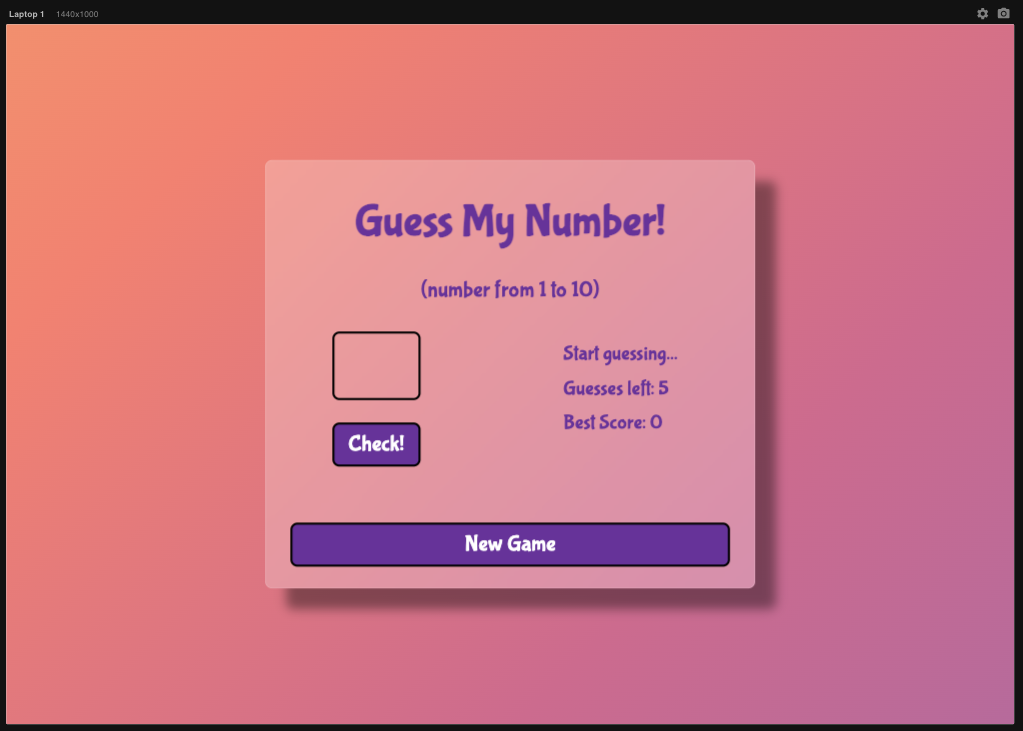 Laptop 1 1440x1000
Guess My Number!
(number from 1 to 10)
Start guessing...
Guesses left: 5
Best Score: 0
Check!
New Game